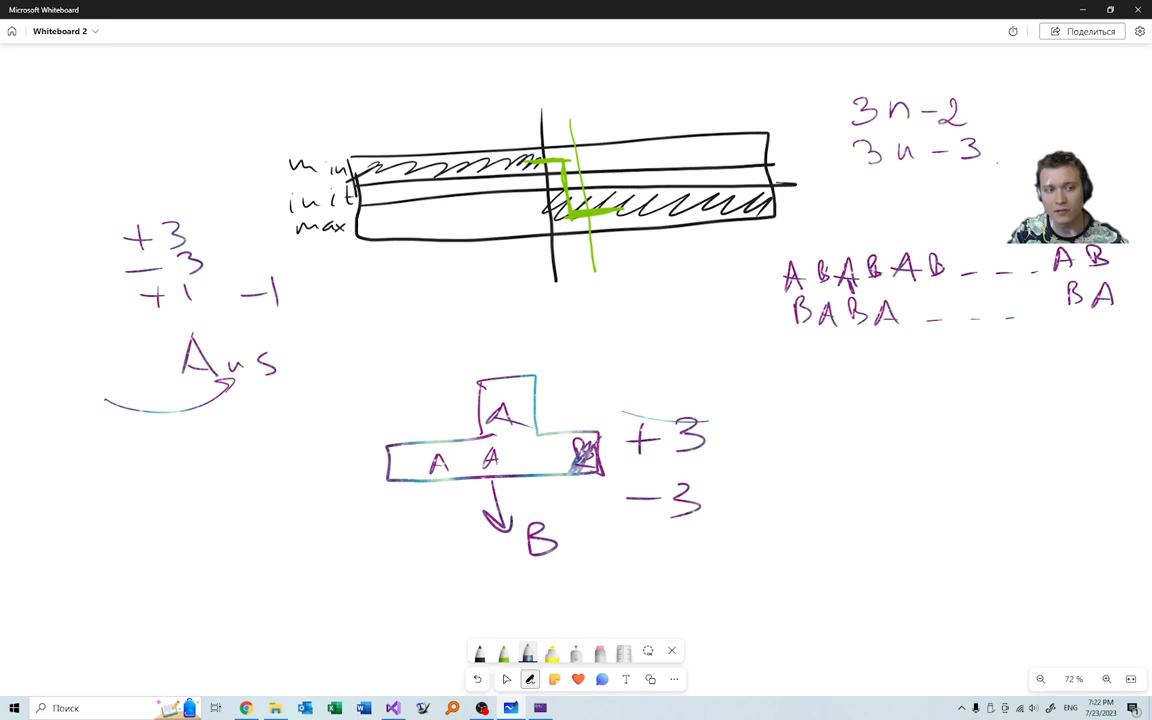 Microsoft Whiteboard
Whiteboard 2
Поделиться
3n-2
3n-3
min
init
max
+3
-3
+1 -1
Ans
ABABAB --- AB
BABA --- BA
A
A A
+3
-3
B
72 %
Поиск
ENG
7:22 PM
7/23/2023